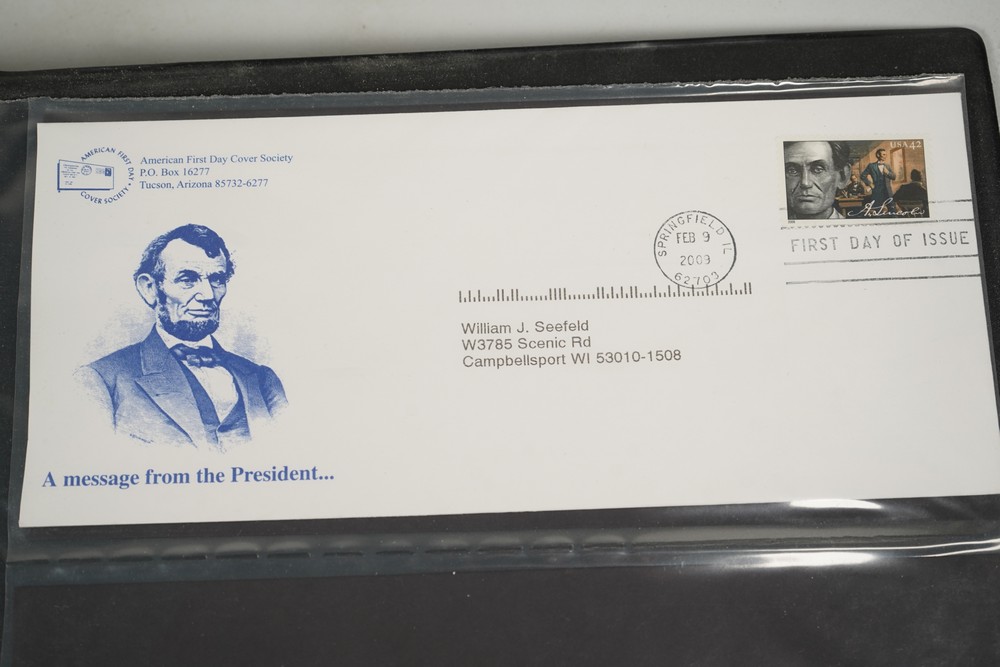 AMERICAN FIRST DAY
COVER SOCIETY
American First Day Cover Society
P.O. Box 16277
Tucson, Arizona 85732-6277
USA 42
A. Lincoln
SPRINGFIELD IL
FEB 9
2009
62703
FIRST DAY OF ISSUE
William J. Seefeld
W3785 Scenic Rd
Campbellsport WI 53010-1508
A message from the President...